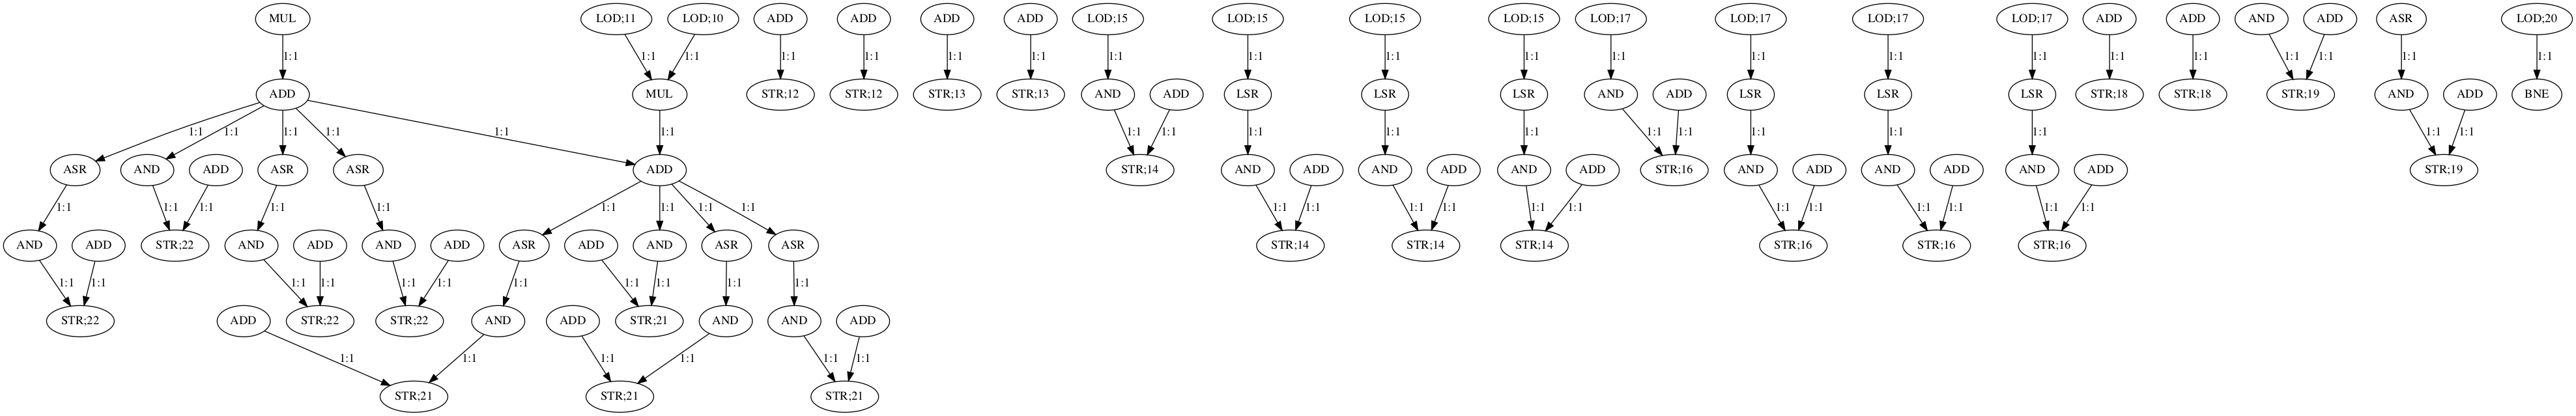 MUL LOD;11 LOD;10 ADD ADD ADD ADD LOD;15 LOD;15 LOD;15 LOD;15 LOD;17 LOD;17 LOD;17 LOD;17 ADD ADD AND ADD ASR LOD;20
1:1 1:1 1:1 1:1 1:1 1:1 1:1 1:1 1:1 1:1 1:1 1:1 1:1 1:1 1:1 1:1 1:1 1:1 1:1 1:1 1:1
ADD MUL STR;12 STR;12 STR;13 STR;13 AND ADD LSR LSR LSR AND ADD LSR LSR LSR STR;18 STR;18 STR;19 AND ADD BNE
1:1 1:1 1:1 1:1 1:1 1:1 1:1 1:1 1:1 1:1 1:1 1:1 1:1 1:1 1:1 1:1 1:1 1:1
ASR AND ADD ASR ASR ADD STR;14 AND ADD AND ADD AND ADD STR;16 AND ADD AND ADD AND ADD STR;19
1:1 1:1 1:1 1:1 1:1 1:1 1:1 1:1 1:1 1:1 1:1 1:1 1:1 1:1 1:1 1:1 1:1 1:1 1:1 1:1 1:1
AND ADD STR;22 AND ADD AND ADD ASR ADD AND ASR ASR STR;14 STR;14 STR;14 STR;16 STR;16 STR;16
1:1 1:1 1:1 1:1 1:1 1:1 1:1 1:1 1:1 1:1 1:1
STR;22 ADD STR;22 STR;22 AND ADD STR;21 AND AND ADD
1:1 1:1 1:1 1:1 1:1 1:1
STR;21 STR;21 STR;21